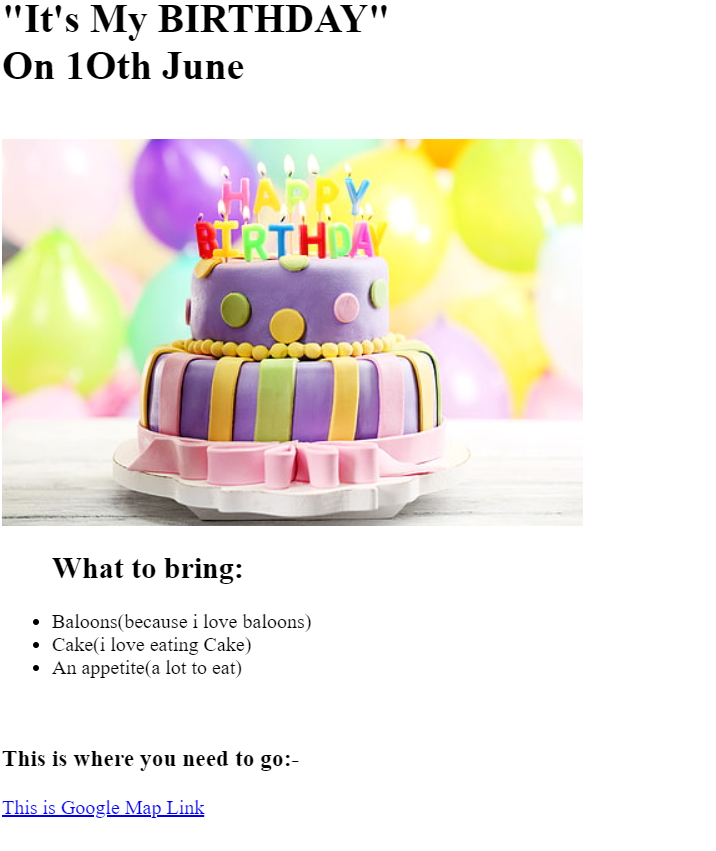 "It's My BIRTHDAY"
On 1Oth June
HAPPY
BIRTHDAY
What to bring:
Baloons(because i love baloons)
Cake(i love eating Cake)
An appetite(a lot to eat)
This is where you need to go:-
This is Google Map Link